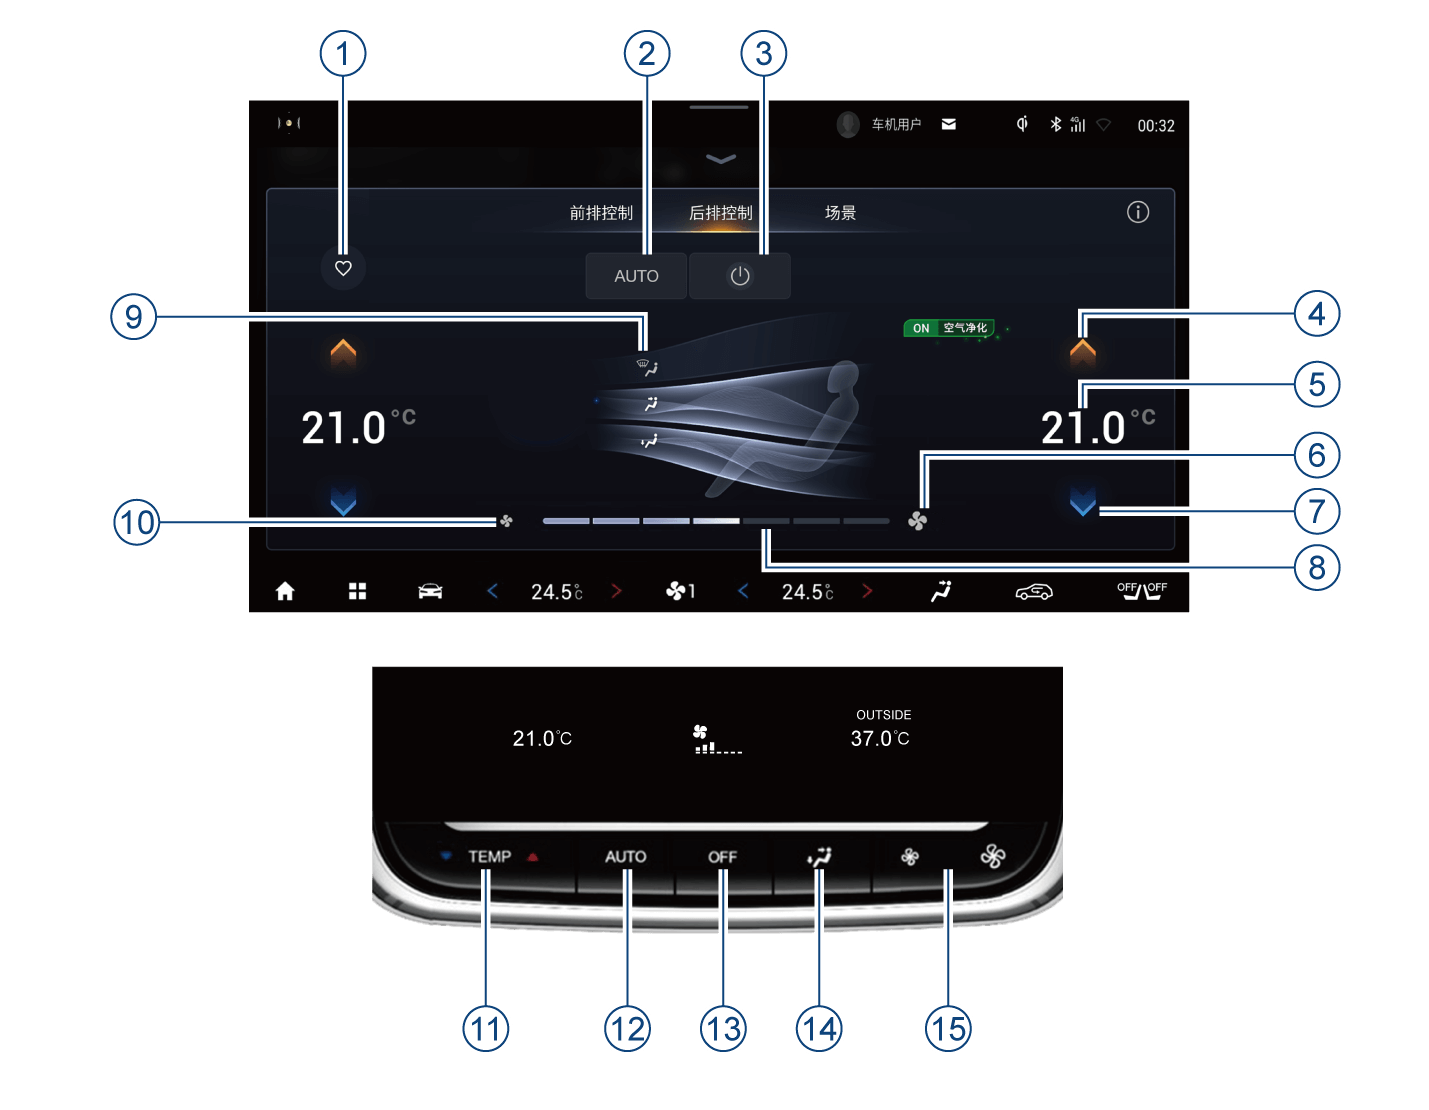 1 2 3
车机用户 4G 00:32
前排控制 后排控制 场景
AUTO
ON 空气净化
9 4
5
21.0 °C 21.0 °C
6
10 7
8
24.5°C 1 24.5°C OFF OFF
OUTSIDE
21.0°C 37.0°C
TEMP AUTO OFF
11 12 13 14 15